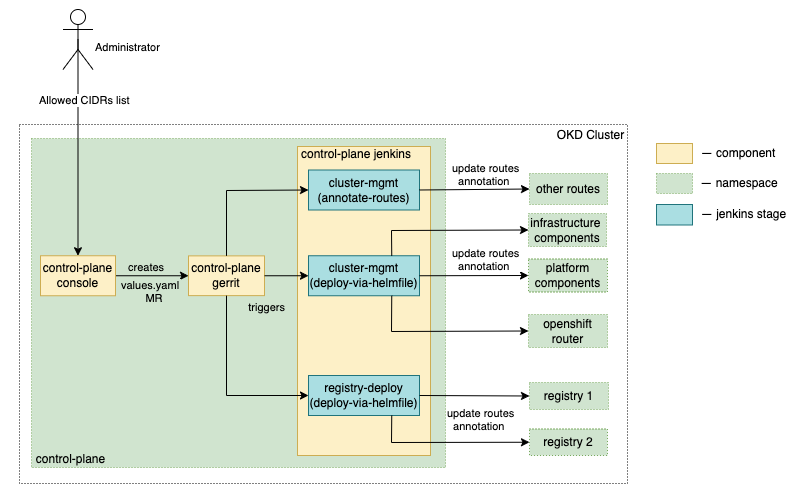 Administrator
Allowed CIDRs list
OKD Cluster
control-plane jenkins
— component
— namespace
— jenkins stage
cluster-mgmt
(annotate-routes)
update routes
annotation
other routes
infrastructure
components
control-plane
console
creates
values.yaml
MR
control-plane
gerrit
triggers
cluster-mgmt
(deploy-via-helmfile)
update routes
annotation
platform
components
openshift
router
registry-deploy
(deploy-via-helmfile)
update routes
annotation
registry 1
registry 2
control-plane